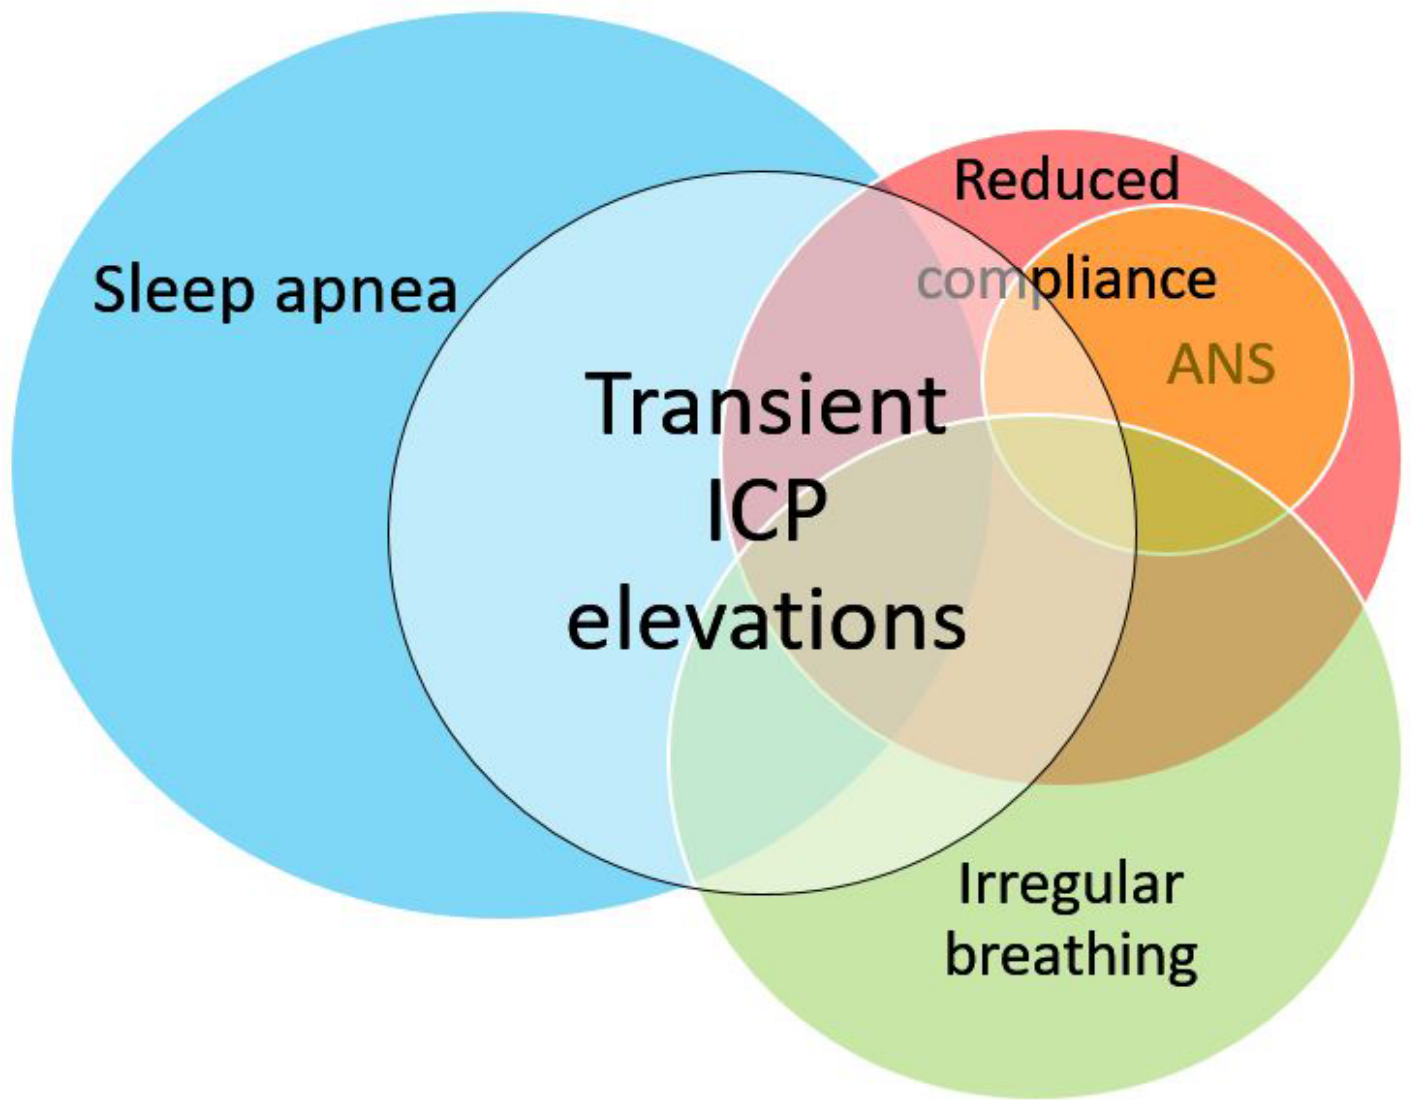 Sleep apnea
Transient
ICP
elevations
Reduced
compliance
ANS
Irregular
breathing